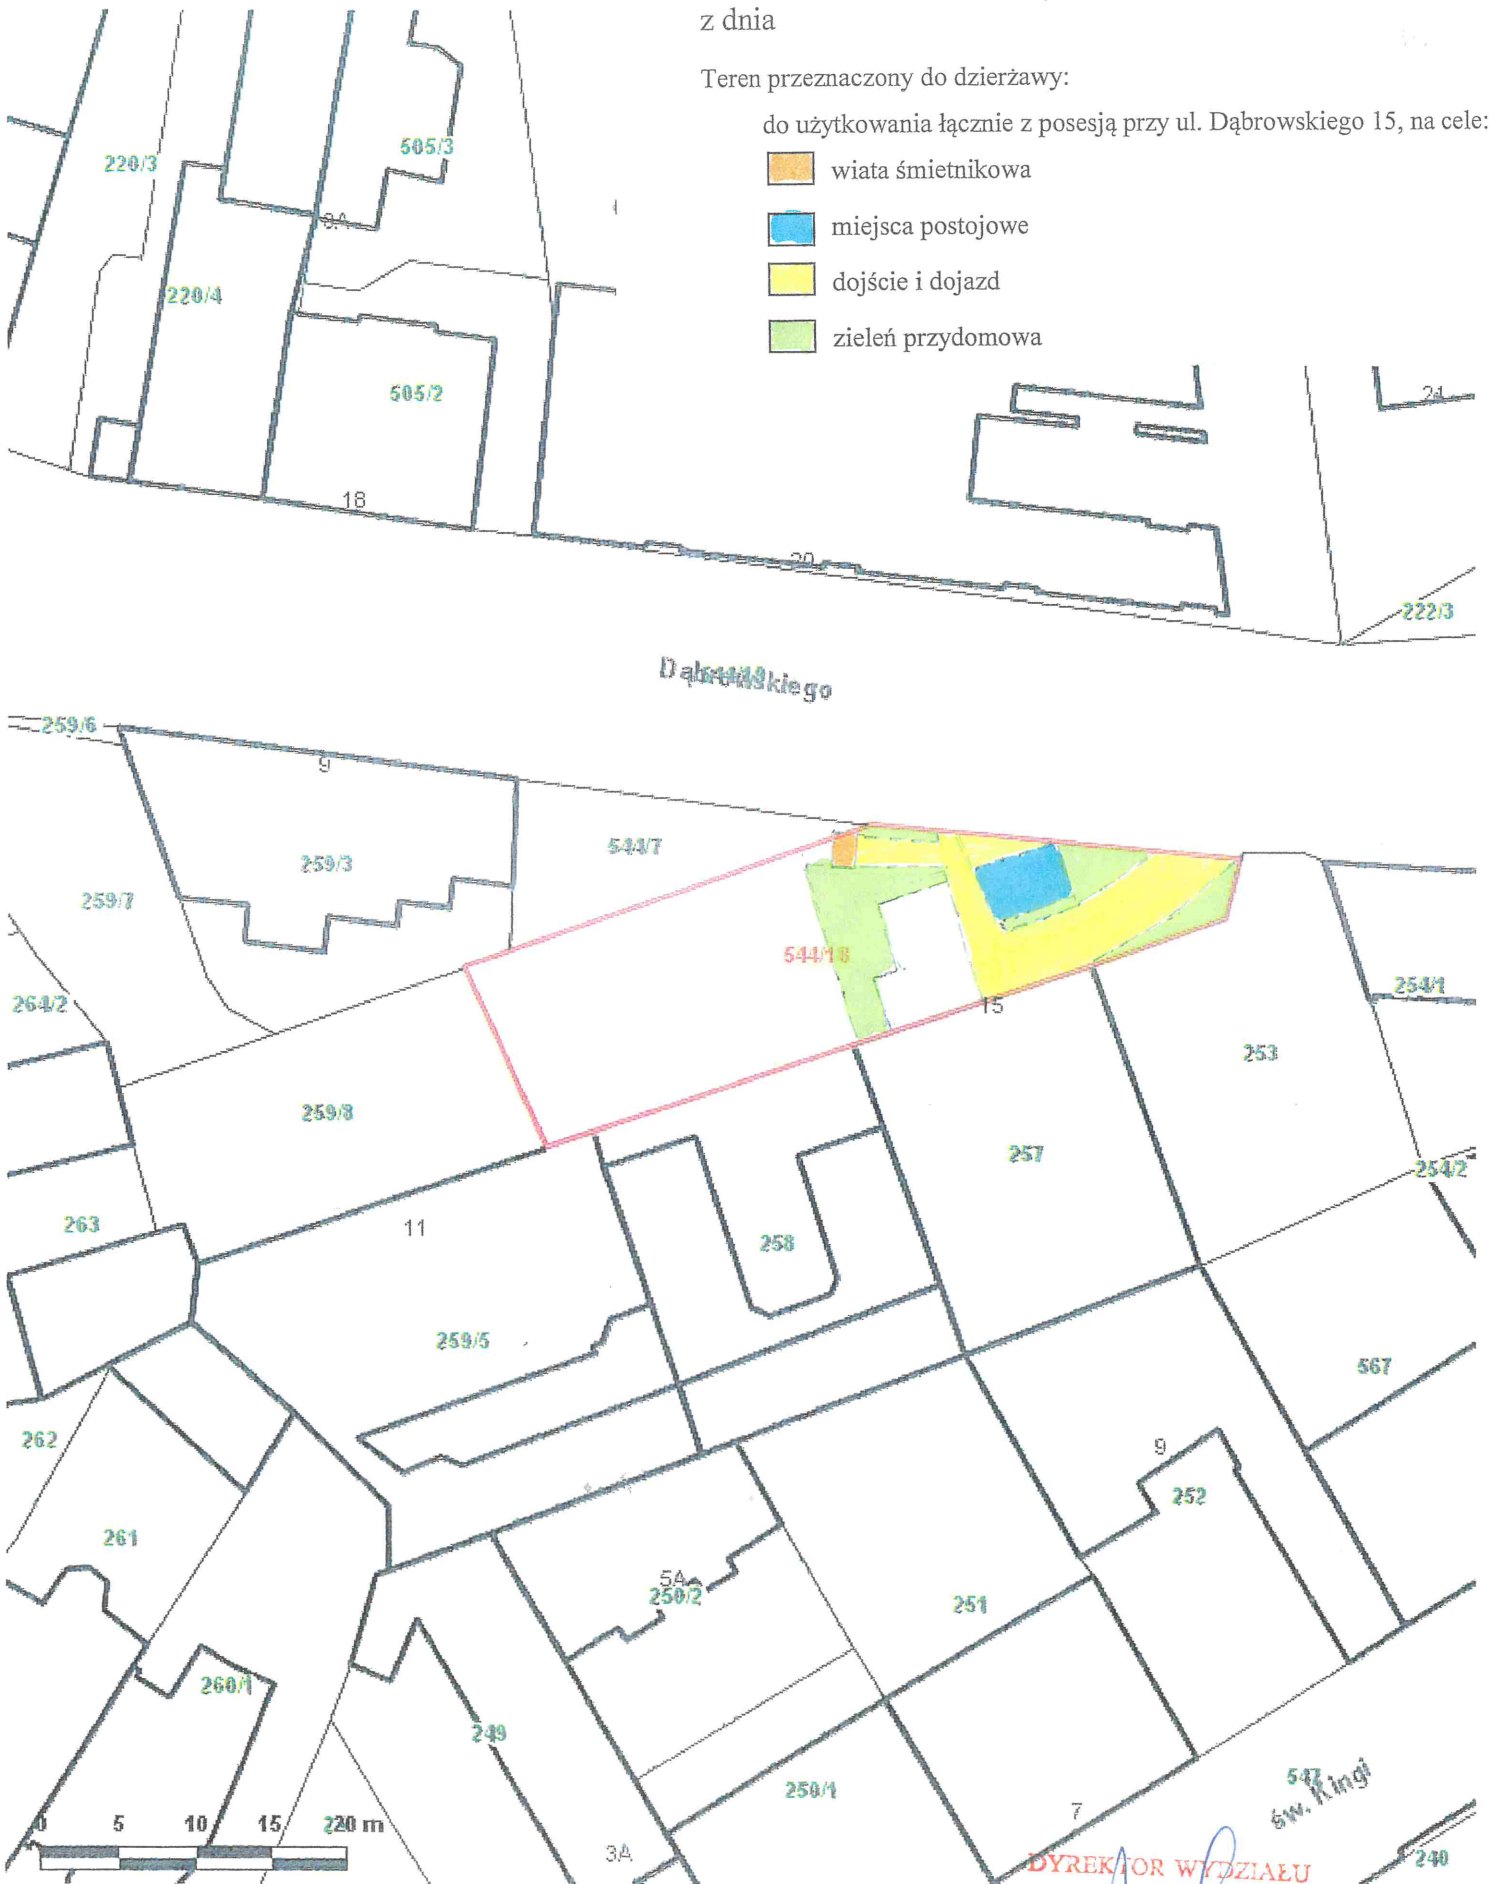 z dnia
Teren przeznaczony do dzierżawy:
do użytkowania łącznie z posesją przy ul. Dąbrowskiego 15, na cele:
wiata śmietnikowa
miejsca postojowe
dojście i dojazd
zieleń przydomowa
505/3
220/3
220/4
505/2
24
18
20
222/3
Dąbrowskiego
259/6
9
544/7
259/3
259/7
544/18
254/1
264/2
15
253
259/8
257
254/2
263
11
258
259/5
567
262
9
252
261
5A
250/2
251
260/1
249
547
św. Kingi
250/1
7
0 5 10 15 20 m
3A
240
DYREKTOR WYDZIAŁU